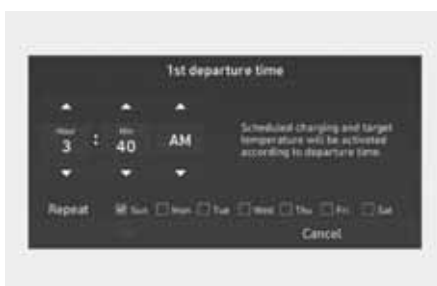 1st departure time
Hour Min
3 : 40 AM
Scheduled charging and target
temperature will be activated
according to departure time.
Repeat Sun Mon Tue Wed Thu Fri Sat
Cancel